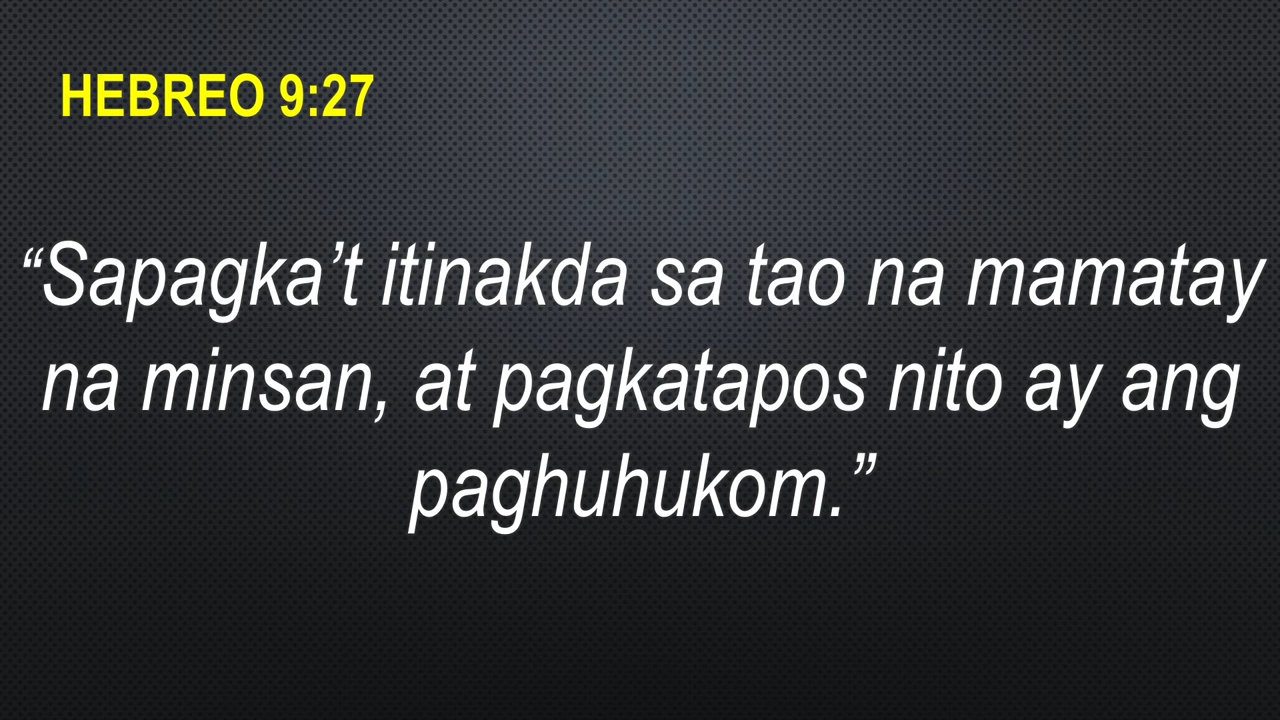 HEBREO 9:27
“Sapagka’t itinakda sa tao na mamatay
na minsan, at pagkatapos nito ay ang
paghuhukom.”